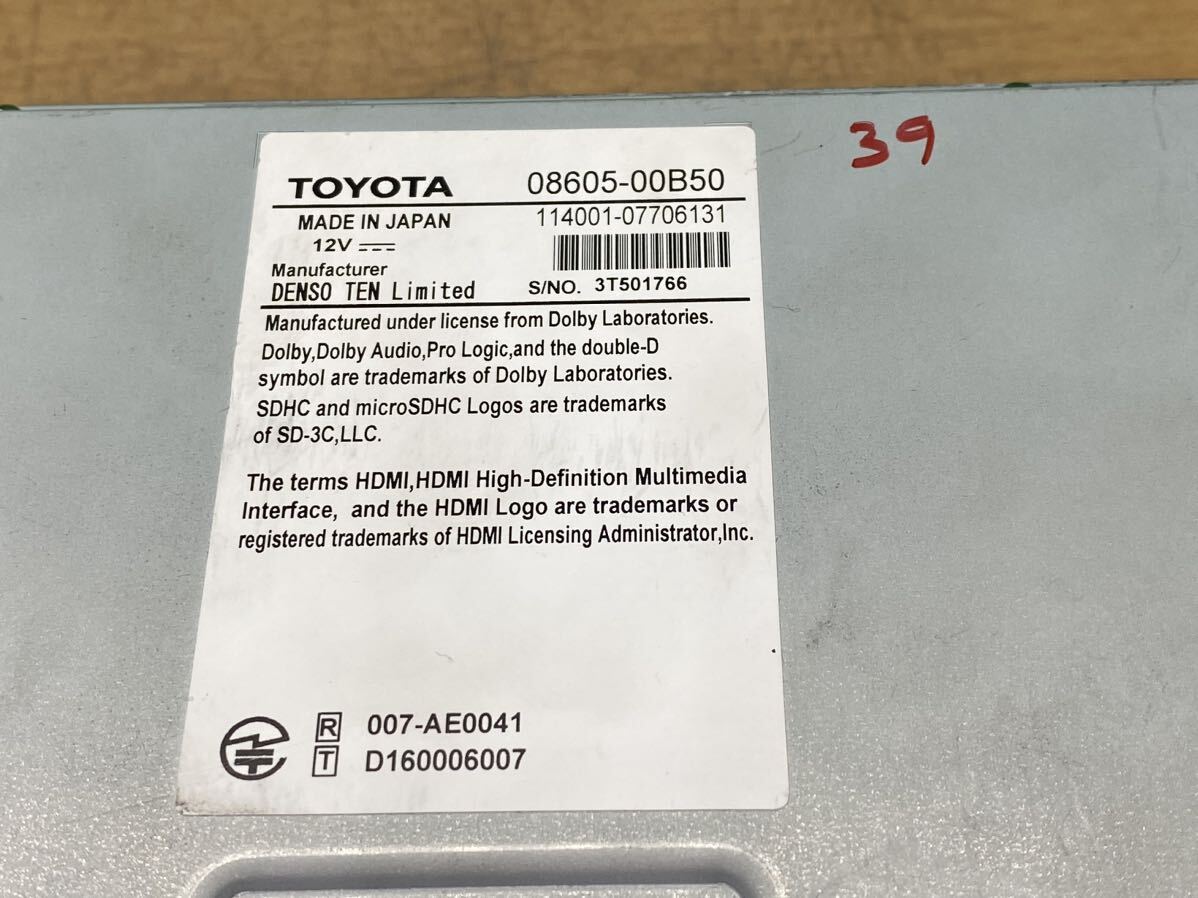 39
TOYOTA 08605-00B50
MADE IN JAPAN 114001-07706131
12V
Manufacturer
DENSO TEN Limited S/NO. 3T501766
Manufactured under license from Dolby Laboratories.
Dolby,Dolby Audio,Pro Logic,and the double-D
symbol are trademarks of Dolby Laboratories.
SDHC and microSDHC Logos are trademarks
of SD-3C,LLC.
The terms HDMI,HDMI High-Definition Multimedia
Interface, and the HDMI Logo are trademarks or
registered trademarks of HDMI Licensing Administrator,Inc.
R 007-AE0041
T D160006007